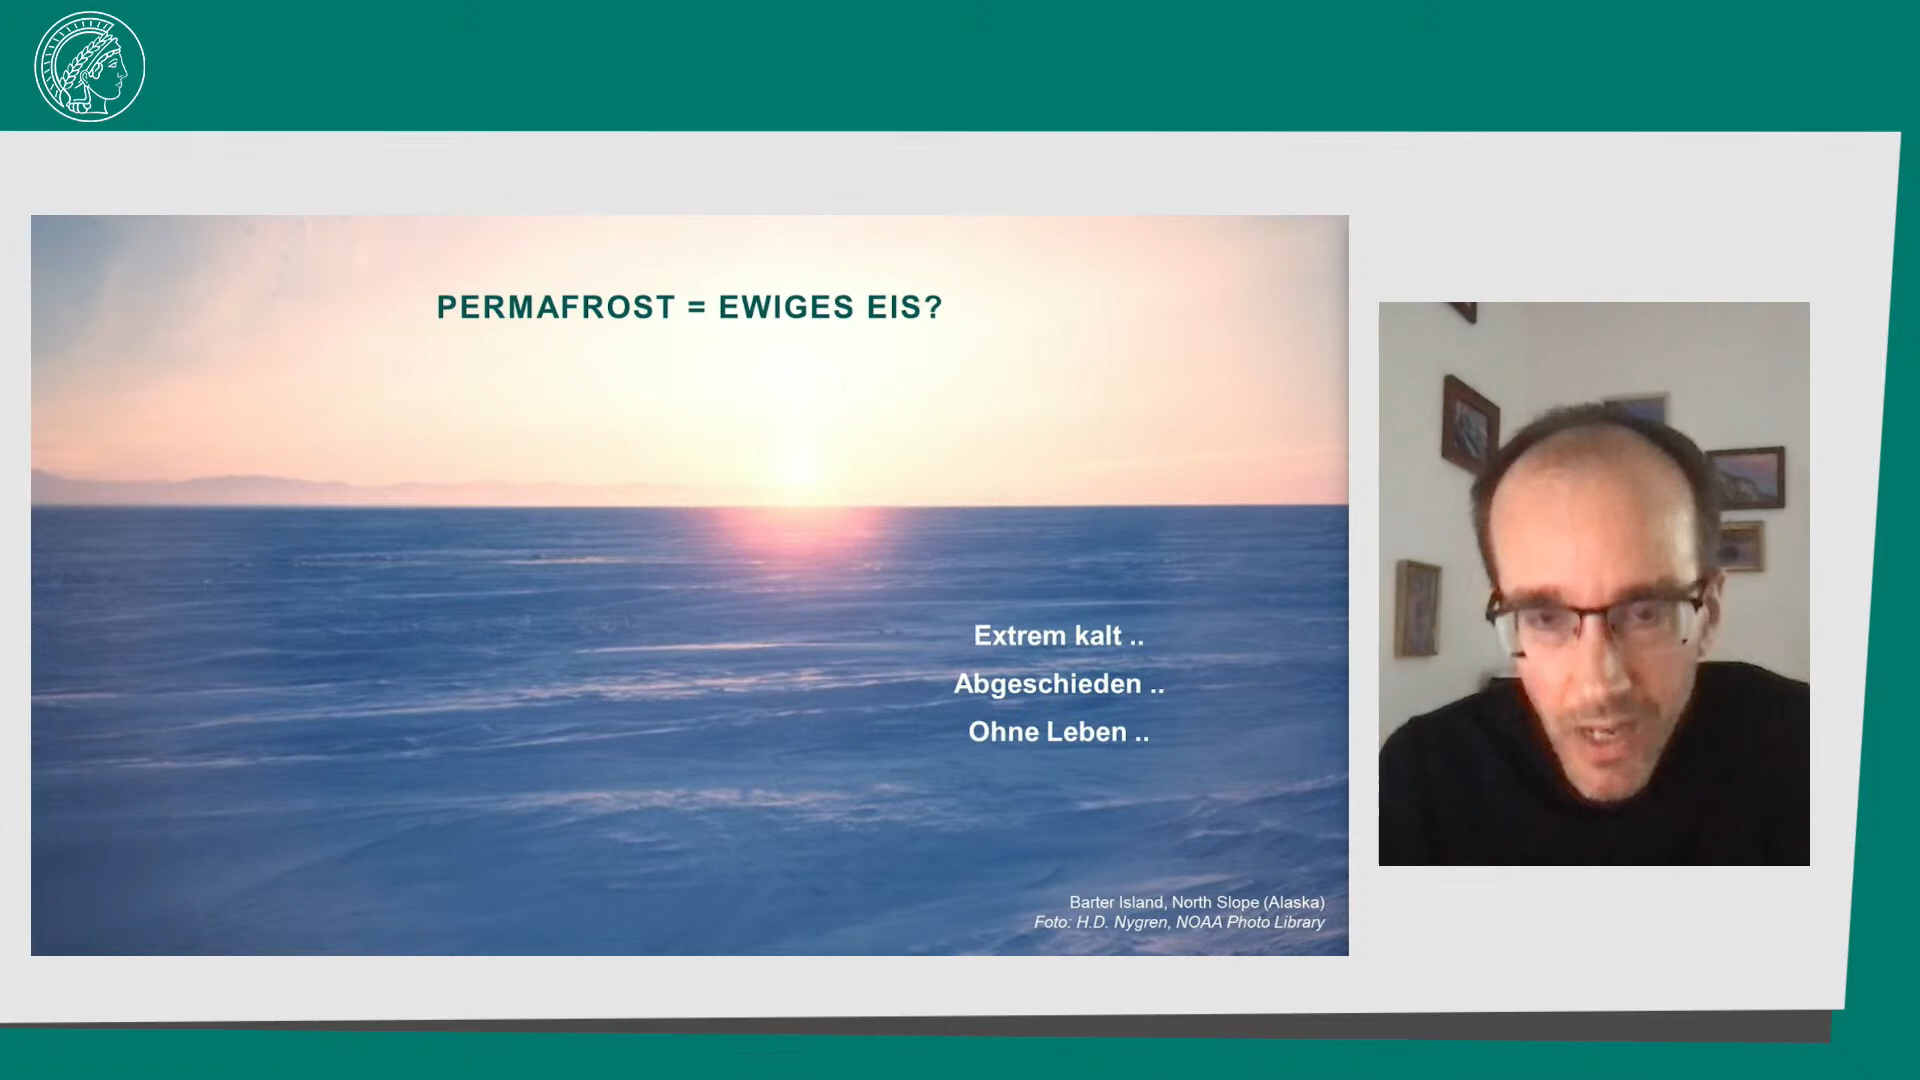 PERMAFROST = EWIGES EIS?
Extrem kalt ..
Abgeschieden ..
Ohne Leben ..
Barter Island, North Slope (Alaska)
Foto: H.D. Nygren, NOAA Photo Library